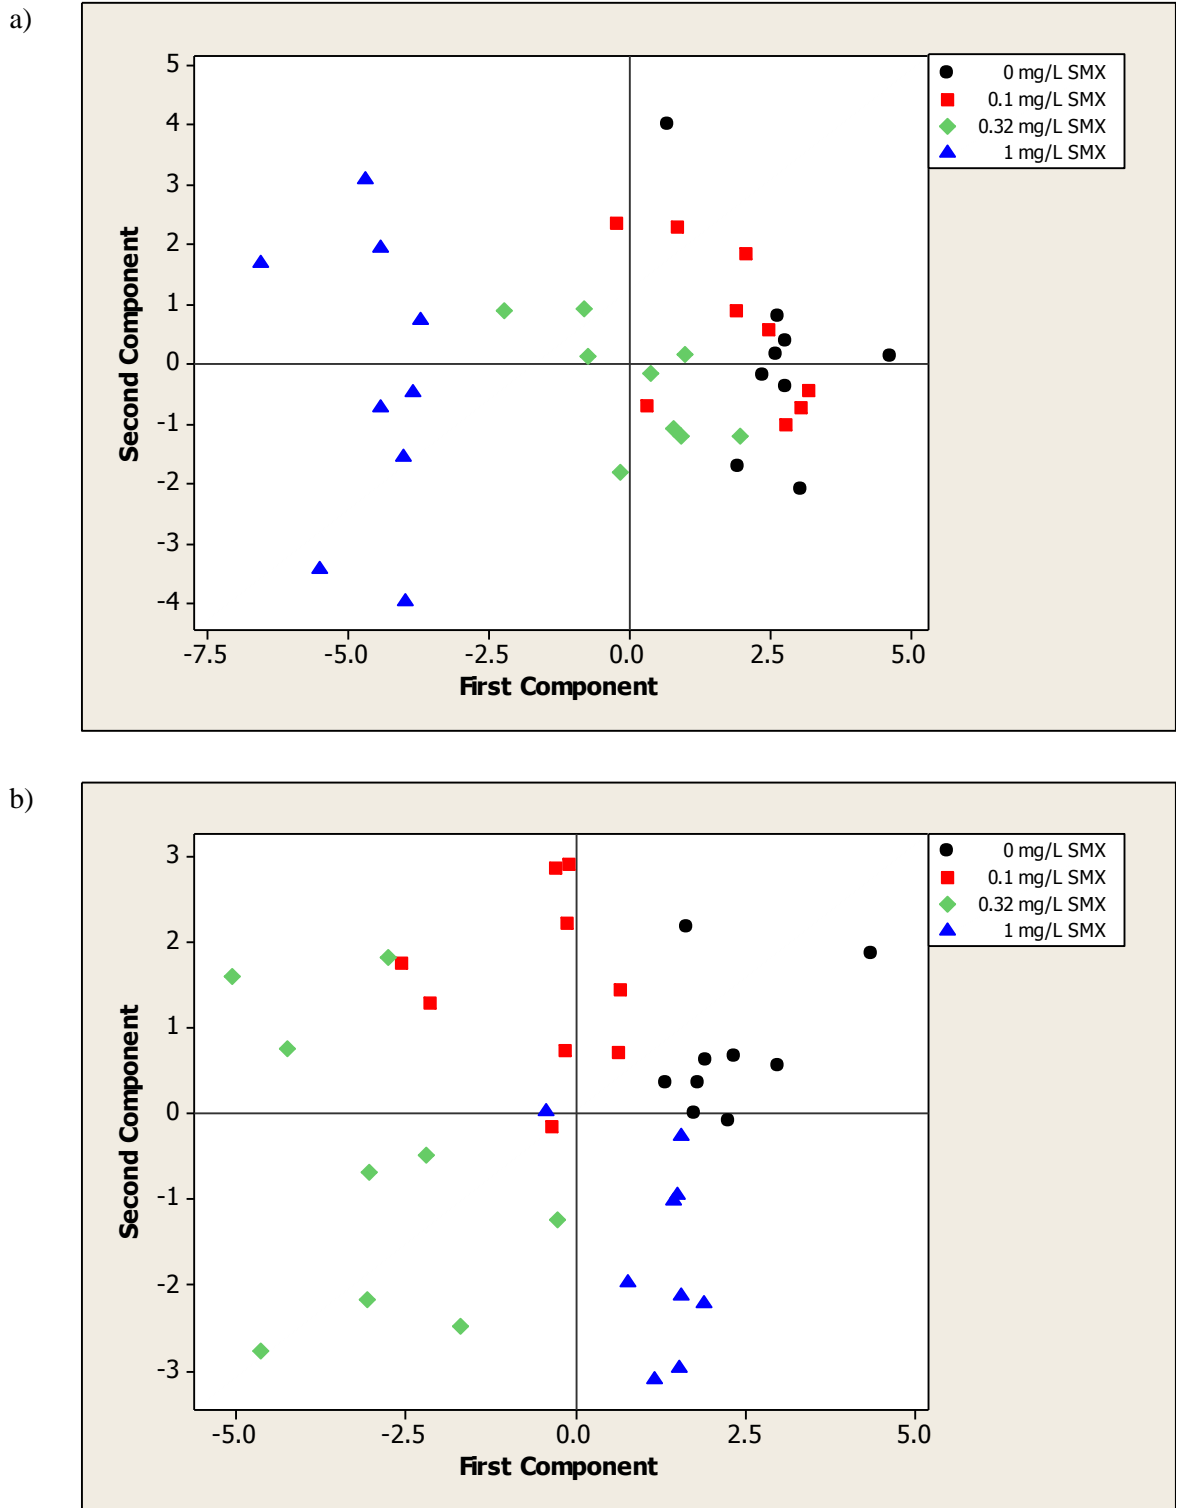 a)
5
4
3
2
1
0
-1
-2
-3
-4
Second Component
-7.5 -5.0 -2.5 0.0 2.5 5.0
First Component
0 mg/L SMX
0.1 mg/L SMX
0.32 mg/L SMX
1 mg/L SMX
b)
3
2
1
0
-1
-2
-3
Second Component
-5.0 -2.5 0.0 2.5 5.0
First Component
0 mg/L SMX
0.1 mg/L SMX
0.32 mg/L SMX
1 mg/L SMX